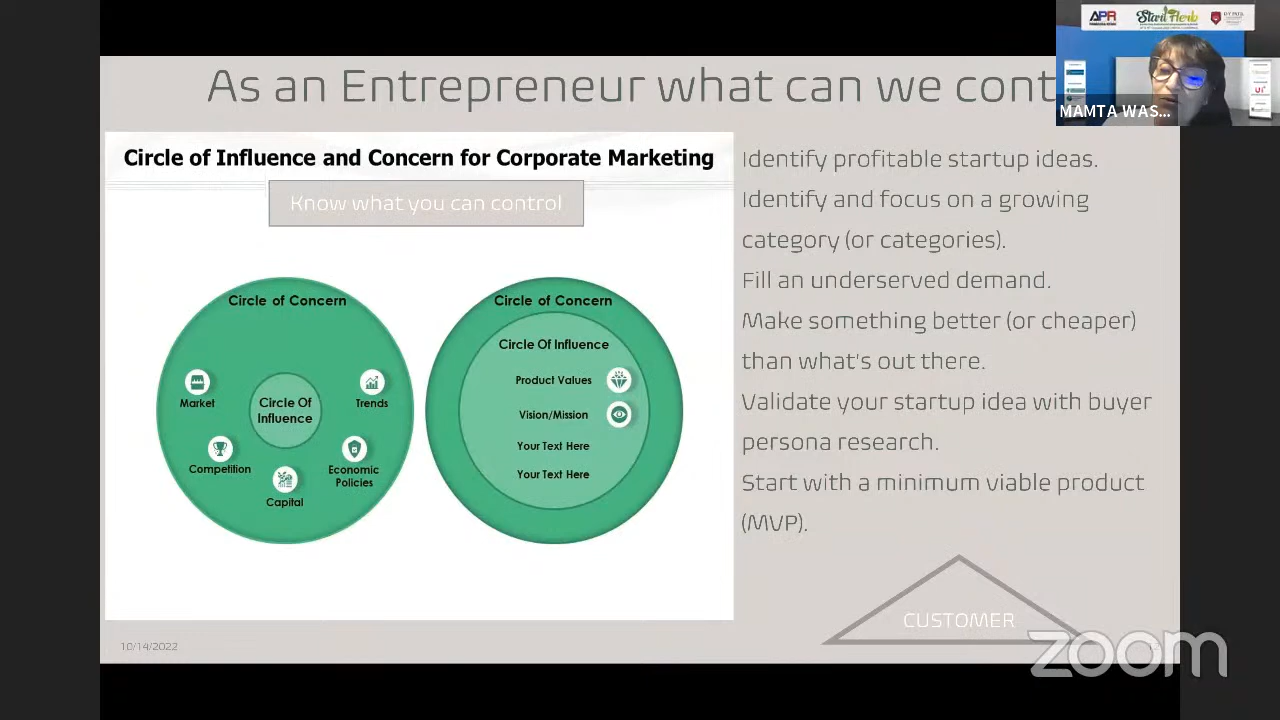 As an Entrepreneur what can we cont
APR
Start Herb
D Y PATIL
MAMTA WAS...
Circle of Influence and Concern for Corporate Marketing
Know what you can control
Circle of Concern
Market
Circle Of
Influence
Trends
Competition
Economic
Policies
Capital
Circle of Concern
Circle Of Influence
Product Values
Vision/Mission
Your Text Here
Your Text Here
Identify profitable startup ideas.
Identify and focus on a growing
category (or categories).
Fill an underserved demand.
Make something better (or cheaper)
than what's out there.
Validate your startup idea with buyer
persona research.
Start with a minimum viable product
(MVP).
CUSTOMER
10/14/2022
zoom